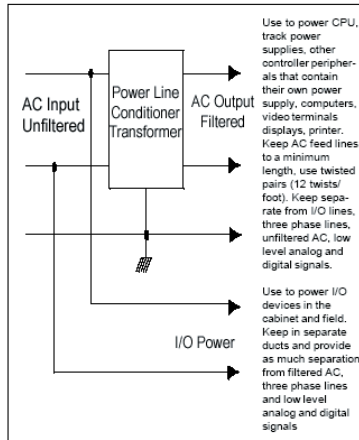 AC Input
Unfiltered
Power Line
Conditioner
Transformer
AC Output
Filtered
Use to power CPU,
track power
supplies, other
controller peripher-
als that contain
their own power
supply, computers,
video terminals
displays, printer.
Keep AC feed lines
to a minimum
length, use twisted
pairs (12 twists/
foot). Keep sepa-
rate from I/O lines,
three phase lines,
unfiltered AC, low
level analog and
digital signals.
I/O Power
Use to power I/O
devices in the
cabinet and field.
Keep in separate
ducts and provide
as much separation
from filtered AC,
three phase lines
and low level
analog and digital
signals